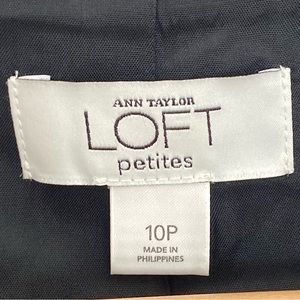 ANN TAYLOR
LOFT
petites
10P
MADE IN
PHILIPPINES